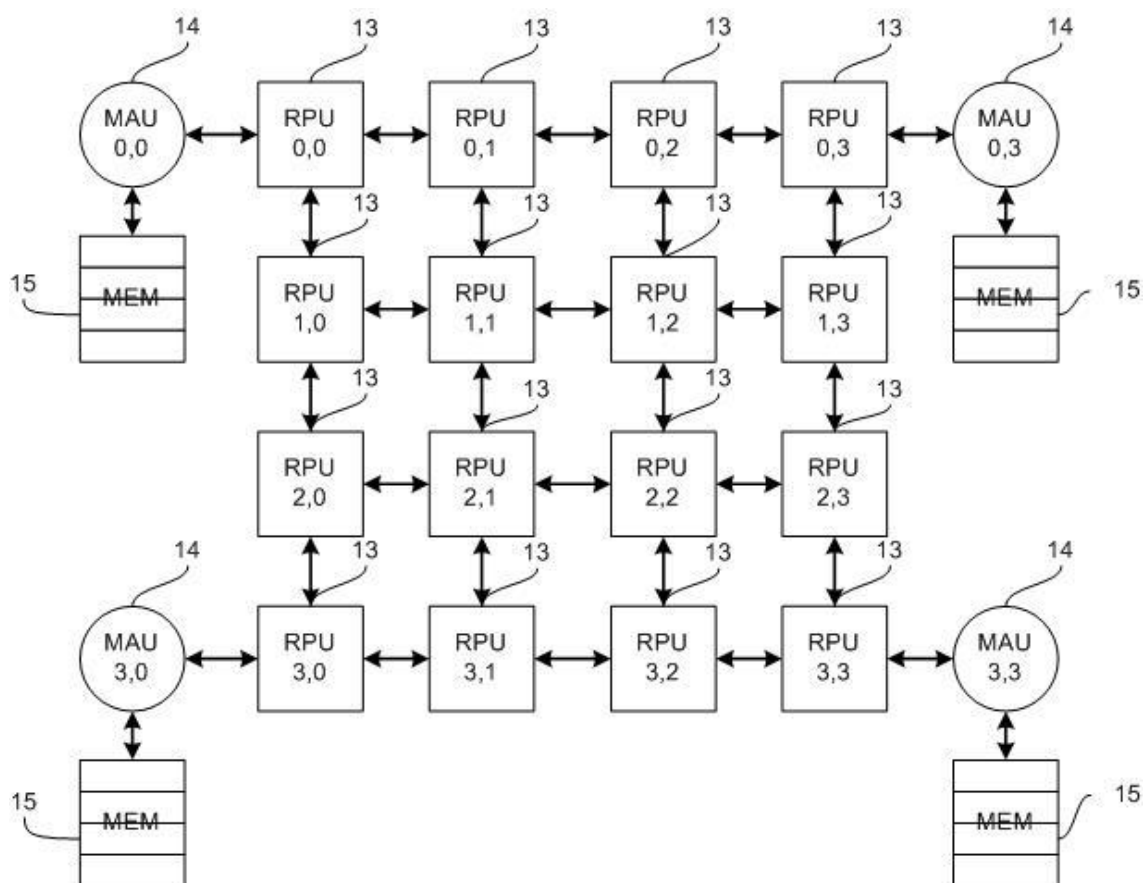 14 13 13 13 13 14
MAU RPU RPU RPU RPU MAU
0,0 0,0 0,1 0,2 0,3 0,3
13 13 13 13
15 MEM RPU RPU RPU RPU MEM 15
1,0 1,1 1,2 1,3
13 13 13 13
RPU RPU RPU RPU
2,0 2,1 2,2 2,3
14 13 13 13 13 14
MAU RPU RPU RPU RPU MAU
3,0 3,0 3,1 3,2 3,3 3,3
15 MEM MEM 15